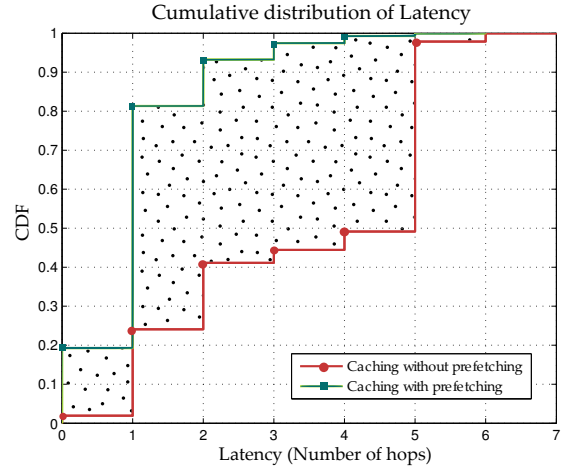 Cumulative distribution of Latency
1
0.9
0.8
0.7
0.6
0.5
0.4
0.3
0.2
0.1
0
CDF
0 1 2 3 4 5 6 7
Latency (Number of hops)
Caching without prefetching
Caching with prefetching